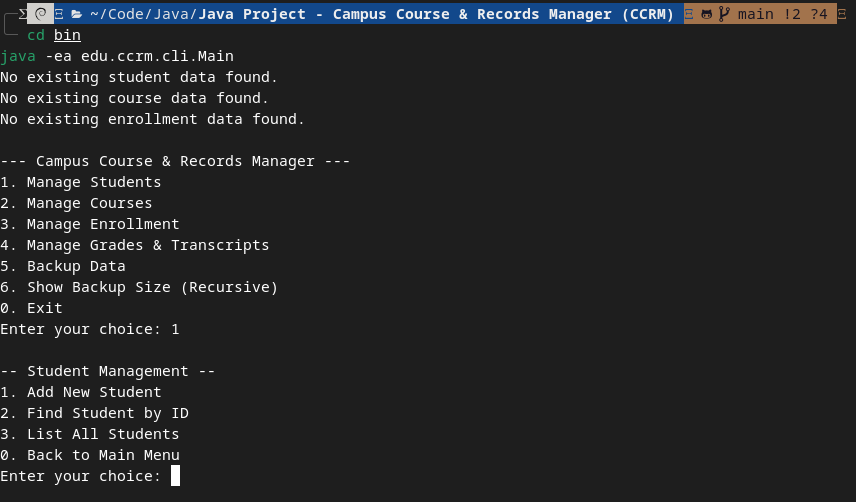 ~/Code/Java/Java Project - Campus Course & Records Manager (CCRM) main !2 ?4
cd bin
java -ea edu.ccrm.cli.Main
No existing student data found.
No existing course data found.
No existing enrollment data found.
--- Campus Course & Records Manager ---
1. Manage Students
2. Manage Courses
3. Manage Enrollment
4. Manage Grades & Transcripts
5. Backup Data
6. Show Backup Size (Recursive)
0. Exit
Enter your choice: 1
-- Student Management --
1. Add New Student
2. Find Student by ID
3. List All Students
0. Back to Main Menu
Enter your choice: